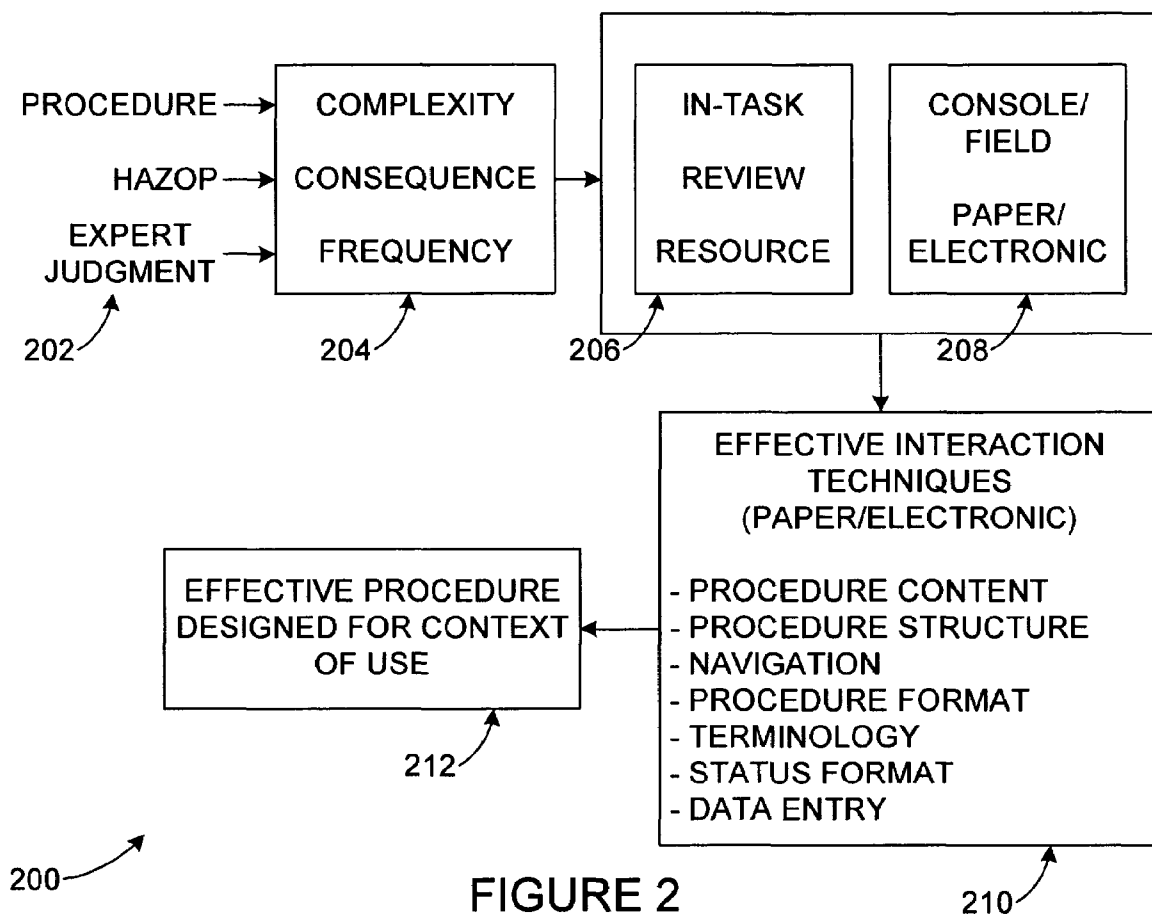 PROCEDURE
HAZOP
EXPERT
JUDGMENT
202
COMPLEXITY
CONSEQUENCE
FREQUENCY
204
IN-TASK
REVIEW
RESOURCE
206
CONSOLE/
FIELD
PAPER/
ELECTRONIC
208
EFFECTIVE INTERACTION
TECHNIQUES
(PAPER/ELECTRONIC)
- PROCEDURE CONTENT
- PROCEDURE STRUCTURE
- NAVIGATION
- PROCEDURE FORMAT
- TERMINOLOGY
- STATUS FORMAT
- DATA ENTRY
210
EFFECTIVE PROCEDURE
DESIGNED FOR CONTEXT
OF USE
212
200
FIGURE 2